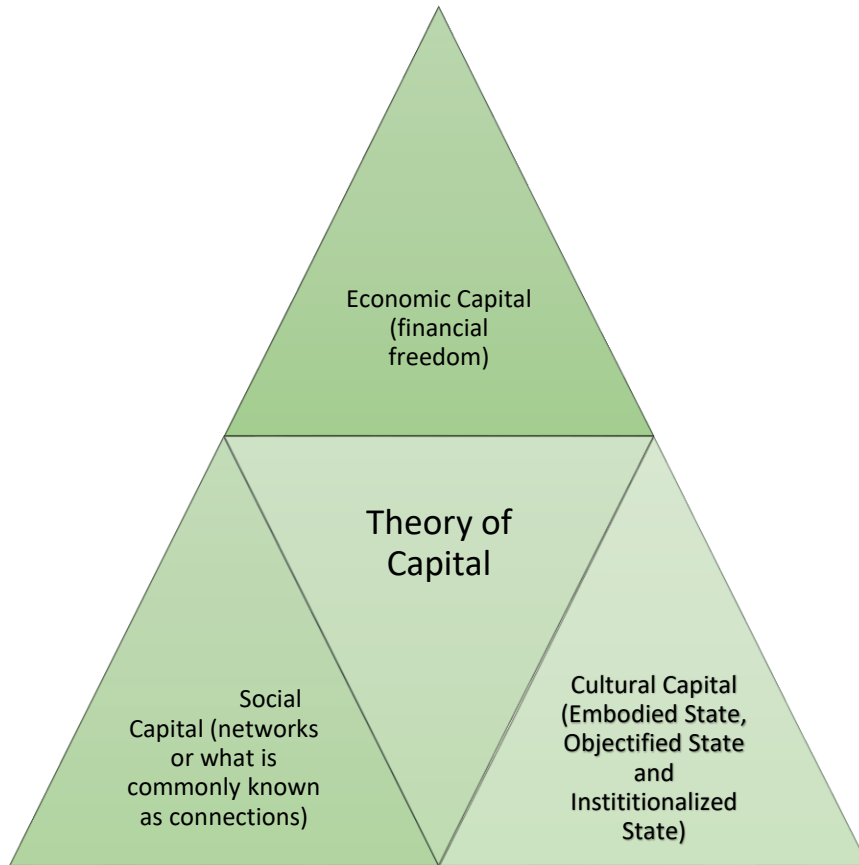 Economic Capital
(financial
freedom)
Theory of
Capital
Social
Capital (networks
or what is
commonly known
as connections)
Cultural Capital
(Embodied State,
Objectified State
and
Instititionalized
State)